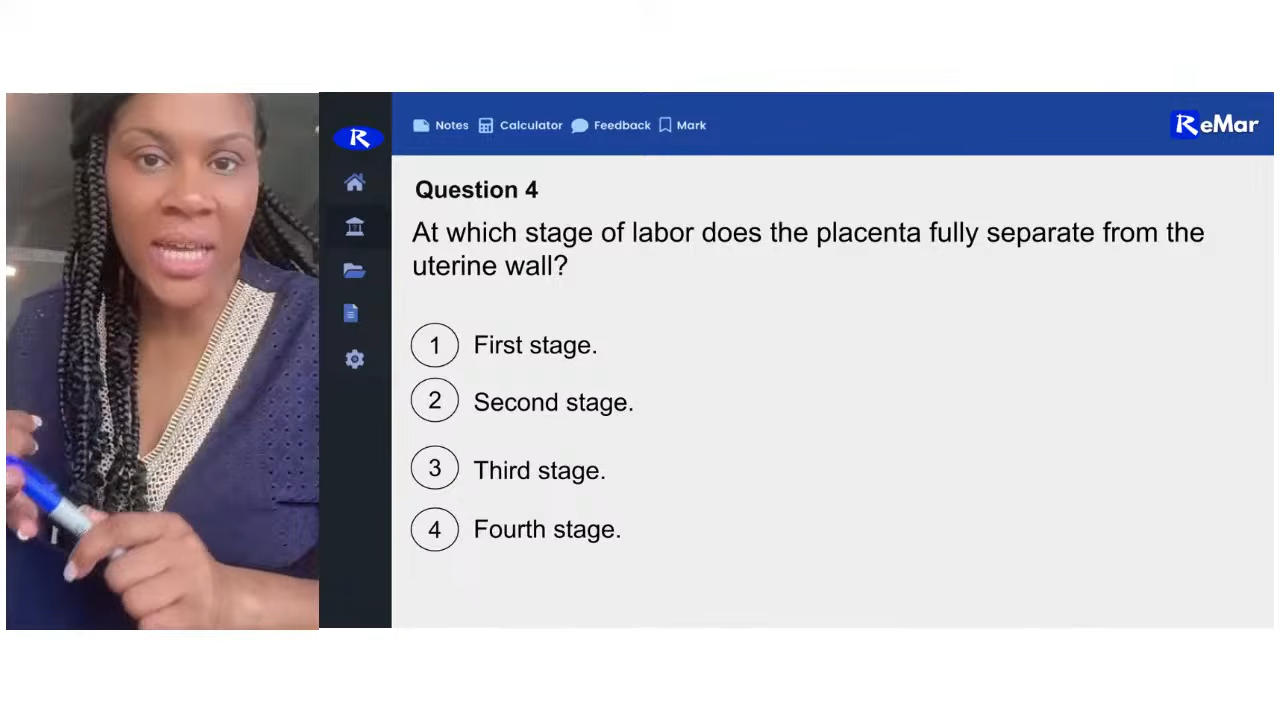 Notes Calculator Feedback Mark
ReMar
R
Question 4
At which stage of labor does the placenta fully separate from the
uterine wall?
1 First stage.
2 Second stage.
3 Third stage.
4 Fourth stage.